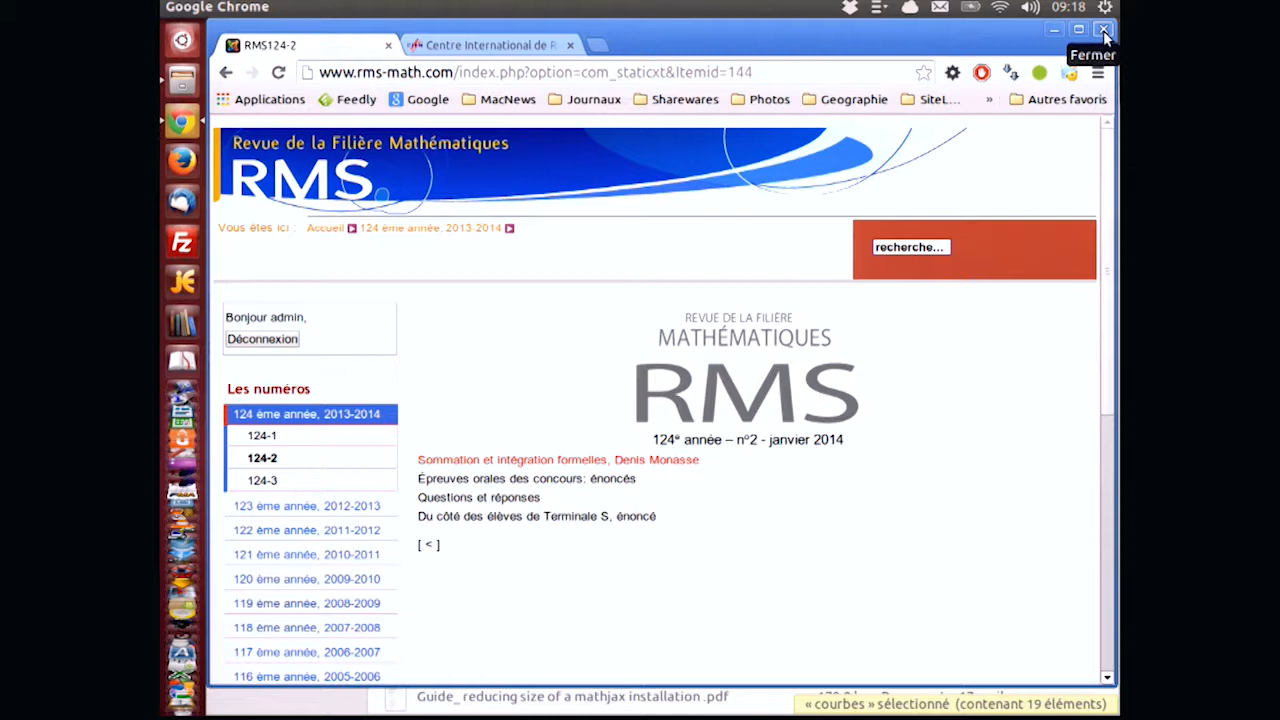 Google Chrome
09:18
RMS124-2
Centre International de R
Fermer
www.rms-math.com/index.php?option=com_staticxt&Itemid=144
Applications
Feedly
Google
MacNews
Journaux
Sharewares
Photos
Geographie
SiteL...
»
Autres favoris
Revue de la Filière Mathématiques
RMS
Vous êtes ici :
Accueil
124 ème année, 2013-2014
recherche...
Bonjour admin,
Déconnexion
Les numéros
124 ème année, 2013-2014
124-1
124-2
124-3
123 ème année, 2012-2013
122 ème année, 2011-2012
121 ème année, 2010-2011
120 ème année, 2009-2010
119 ème année, 2008-2009
118 ème année, 2007-2008
117 ème année, 2006-2007
116 ème année, 2005-2006
REVUE DE LA FILIÈRE
MATHÉMATIQUES
RMS
124e année – n°2 - janvier 2014
Sommation et intégration formelles, Denis Monasse
Épreuves orales des concours: énoncés
Questions et réponses
Du côté des élèves de Terminale S, énoncé
[ < ]
Guide_ reducing size of a mathjax installation .pdf
« courbes » sélectionné (contenant 19 éléments)